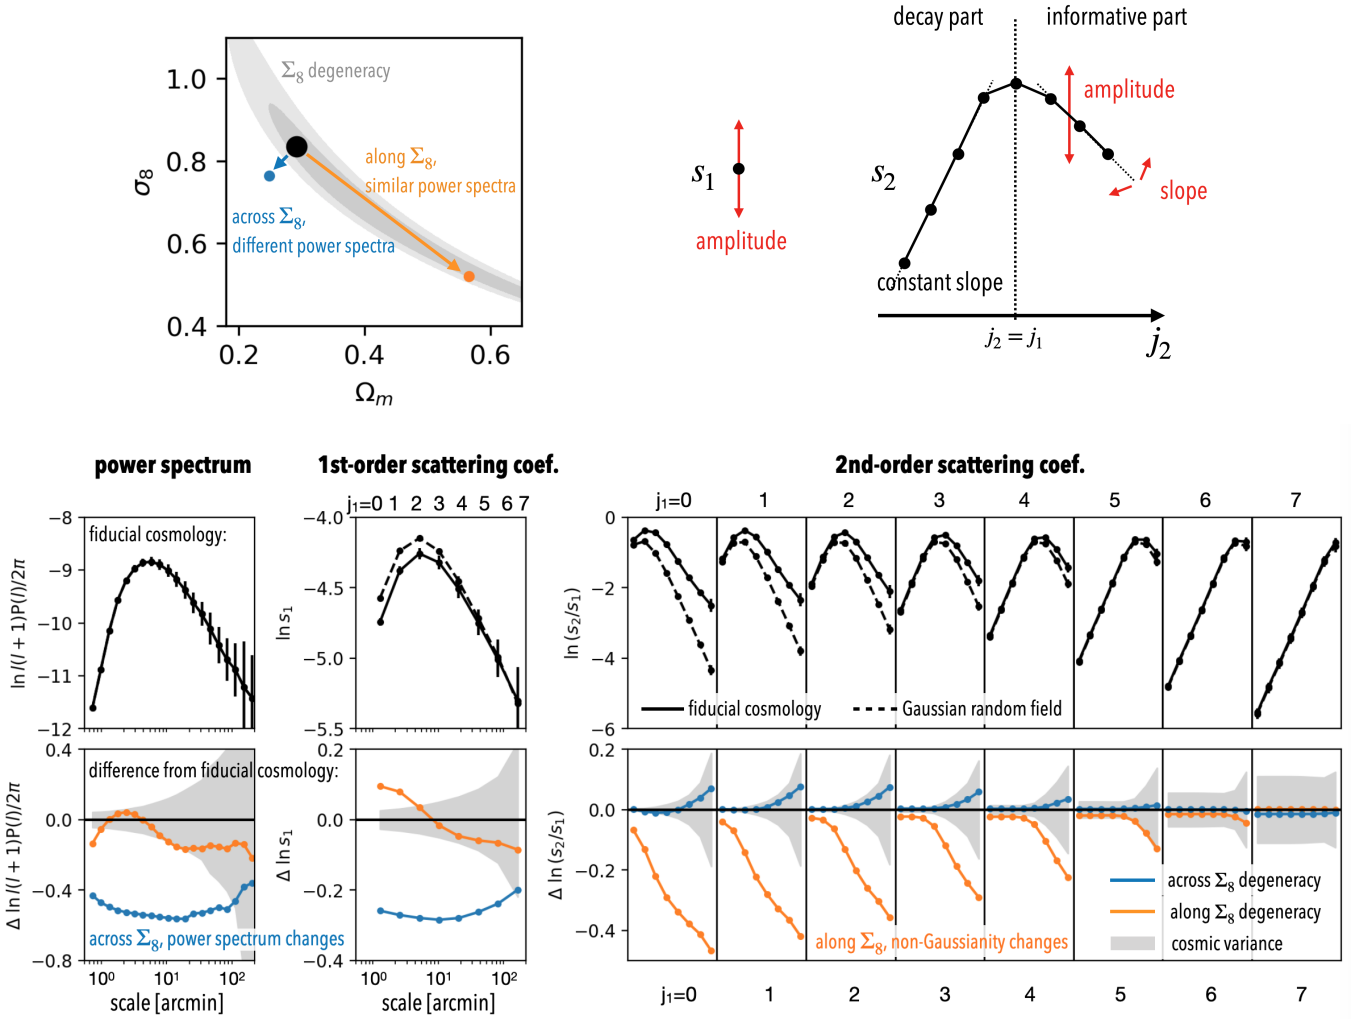 Σ8 degeneracy
along Σ8,
similar power spectra
across Σ8,
different power spectra
1.0
0.8
0.6
0.4
σ8
0.2
0.4
0.6
Ωm
decay part
informative part
amplitude
s1
amplitude
s2
slope
constant slope
j2 = j1
j2
power spectrum
1st-order scattering coef.
2nd-order scattering coef.
j1=0 1 2 3 4 5 6 7
j1=0 1 2 3 4 5 6 7
fiducial cosmology:
−8
−9
−10
−11
−12
ln l(l + 1)P(l)/2π
−4.0
−4.5
−5.0
−5.5
ln s1
0
−2
−4
−6
ln (s2/s1)
fiducial cosmology
Gaussian random field
difference from fiducial cosmology:
0.4
0.0
−0.4
−0.8
Δ ln l(l + 1)P(l)/2π
across Σ8, power spectrum changes
10⁰ 10¹ 10²
scale [arcmin]
0.2
0.0
−0.2
−0.4
Δ ln s1
10⁰ 10¹ 10²
scale [arcmin]
0.2
0.0
−0.2
−0.4
Δ ln (s2/s1)
across Σ8 degeneracy
along Σ8 degeneracy
cosmic variance
along Σ8, non-Gaussianity changes
j1=0 1 2 3 4 5 6 7